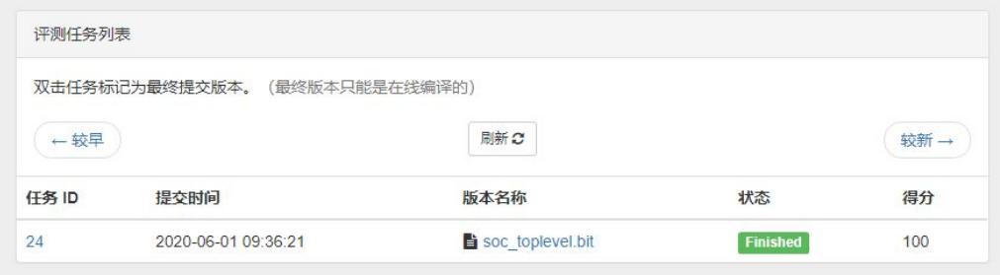 评测任务列表
双击任务标记为最终提交版本。（最终版本只能是在线编译的）
← 较早 刷新 较新 →
任务 ID 提交时间 版本名称 状态 得分
24 2020-06-01 09:36:21 soc_toplevel.bit Finished 100